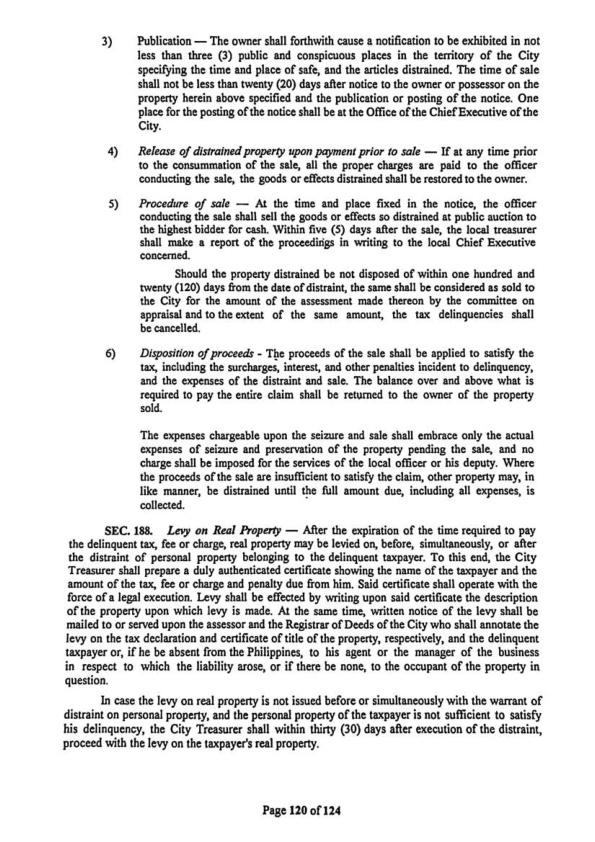 3) Publication — The owner shall forthwith cause a notification to be exhibited in not
less than three (3) public and conspicuous places in the territory of the City
specifying the time and place of safe, and the articles distrained. The time of sale
shall not be less than twenty (20) days after notice to the owner or possessor on the
property herein above specified and the publication or posting of the notice. One
place for the posting of the notice shall be at the Office of the Chief Executive of the
City.
4) Release of distrained property upon payment prior to sale — If at any time prior
to the consummation of the sale, all the proper charges are paid to the officer
conducting the sale, the goods or effects distrained shall be restored to the owner.
5) Procedure of sale — At the time and place fixed in the notice, the officer
conducting the sale shall sell the goods or effects so distrained at public auction to
the highest bidder for cash. Within five (5) days after the sale, the local treasurer
shall make a report of the proceedings in writing to the local Chief Executive
concerned.
Should the property distrained be not disposed of within one hundred and
twenty (120) days from the date of distraint, the same shall be considered as sold to
the City for the amount of the assessment made thereon by the committee on
appraisal and to the extent of the same amount, the tax delinquencies shall
be cancelled.
6) Disposition of proceeds - The proceeds of the sale shall be applied to satisfy the
tax, including the surcharges, interest, and other penalties incident to delinquency,
and the expenses of the distraint and sale. The balance over and above what is
required to pay the entire claim shall be returned to the owner of the property
sold.
The expenses chargeable upon the seizure and sale shall embrace only the actual
expenses of seizure and preservation of the property pending the sale, and no
charge shall be imposed for the services of the local officer or his deputy. Where
the proceeds of the sale are insufficient to satisfy the claim, other property may, in
like manner, be distrained until the full amount due, including all expenses, is
collected.
SEC. 188. Levy on Real Property — After the expiration of the time required to pay
the delinquent tax, fee or charge, real property may be levied on, before, simultaneously, or after
the distraint of personal property belonging to the delinquent taxpayer. To this end, the City
Treasurer shall prepare a duly authenticated certificate showing the name of the taxpayer and the
amount of the tax, fee or charge and penalty due from him. Said certificate shall operate with the
force of a legal execution. Levy shall be effected by writing upon said certificate the description
of the property upon which levy is made. At the same time, written notice of the levy shall be
mailed to or served upon the assessor and the Registrar of Deeds of the City who shall annotate the
levy on the tax declaration and certificate of title of the property, respectively, and the delinquent
taxpayer or, if he be absent from the Philippines, to his agent or the manager of the business
in respect to which the liability arose, or if there be none, to the occupant of the property in
question.
In case the levy on real property is not issued before or simultaneously with the warrant of
distraint on personal property, and the personal property of the taxpayer is not sufficient to satisfy
his delinquency, the City Treasurer shall within thirty (30) days after execution of the distraint,
proceed with the levy on the taxpayer's real property.
Page 120 of 124